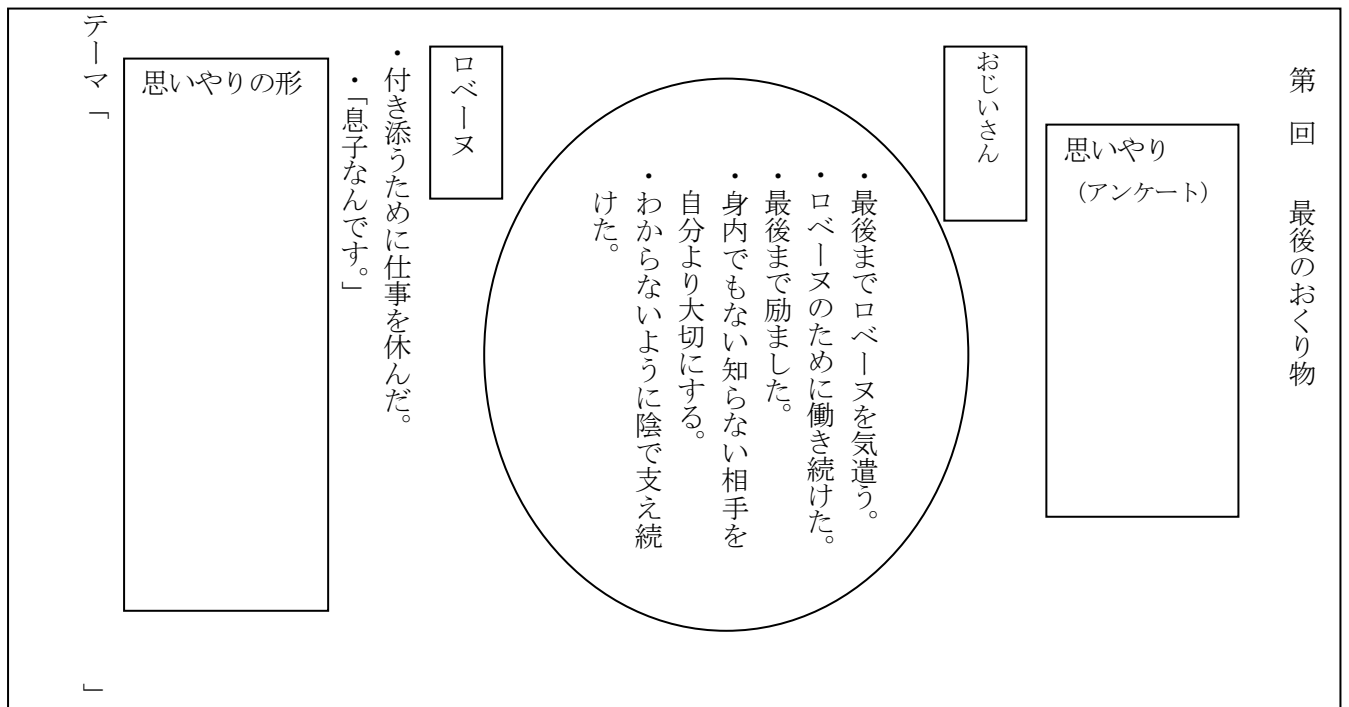 第　回　　最後のおくり物
思いやり
（アンケート）
おじいさん
・最後までロベーヌを気遣う。
・ロベーヌのために働き続けた。
・最後まで励ました。
・身内でもない知らない相手を
自分より大切にする。
・わからないように陰で支え続
けた。
ロベーヌ
・付き添うために仕事を休んだ。
・「息子なんです。」
思いやりの形
テーマ「　　　　　　　　　　　　」